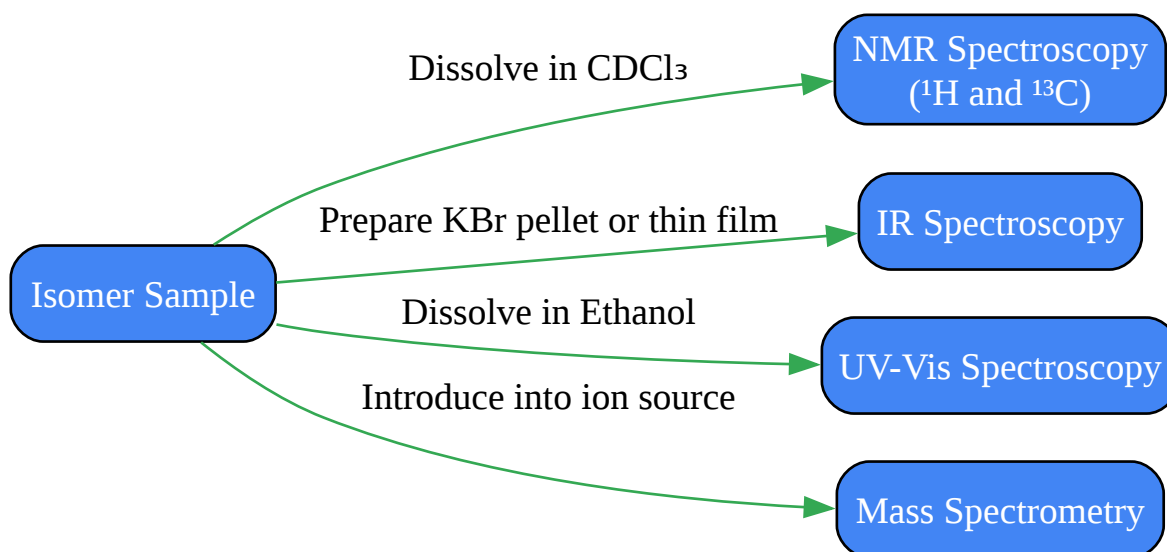 Dissolve in CDCl₃
NMR Spectroscopy
(¹H and ¹³C)
Prepare KBr pellet or thin film
IR Spectroscopy
Isomer Sample
Dissolve in Ethanol
UV-Vis Spectroscopy
Introduce into ion source
Mass Spectrometry